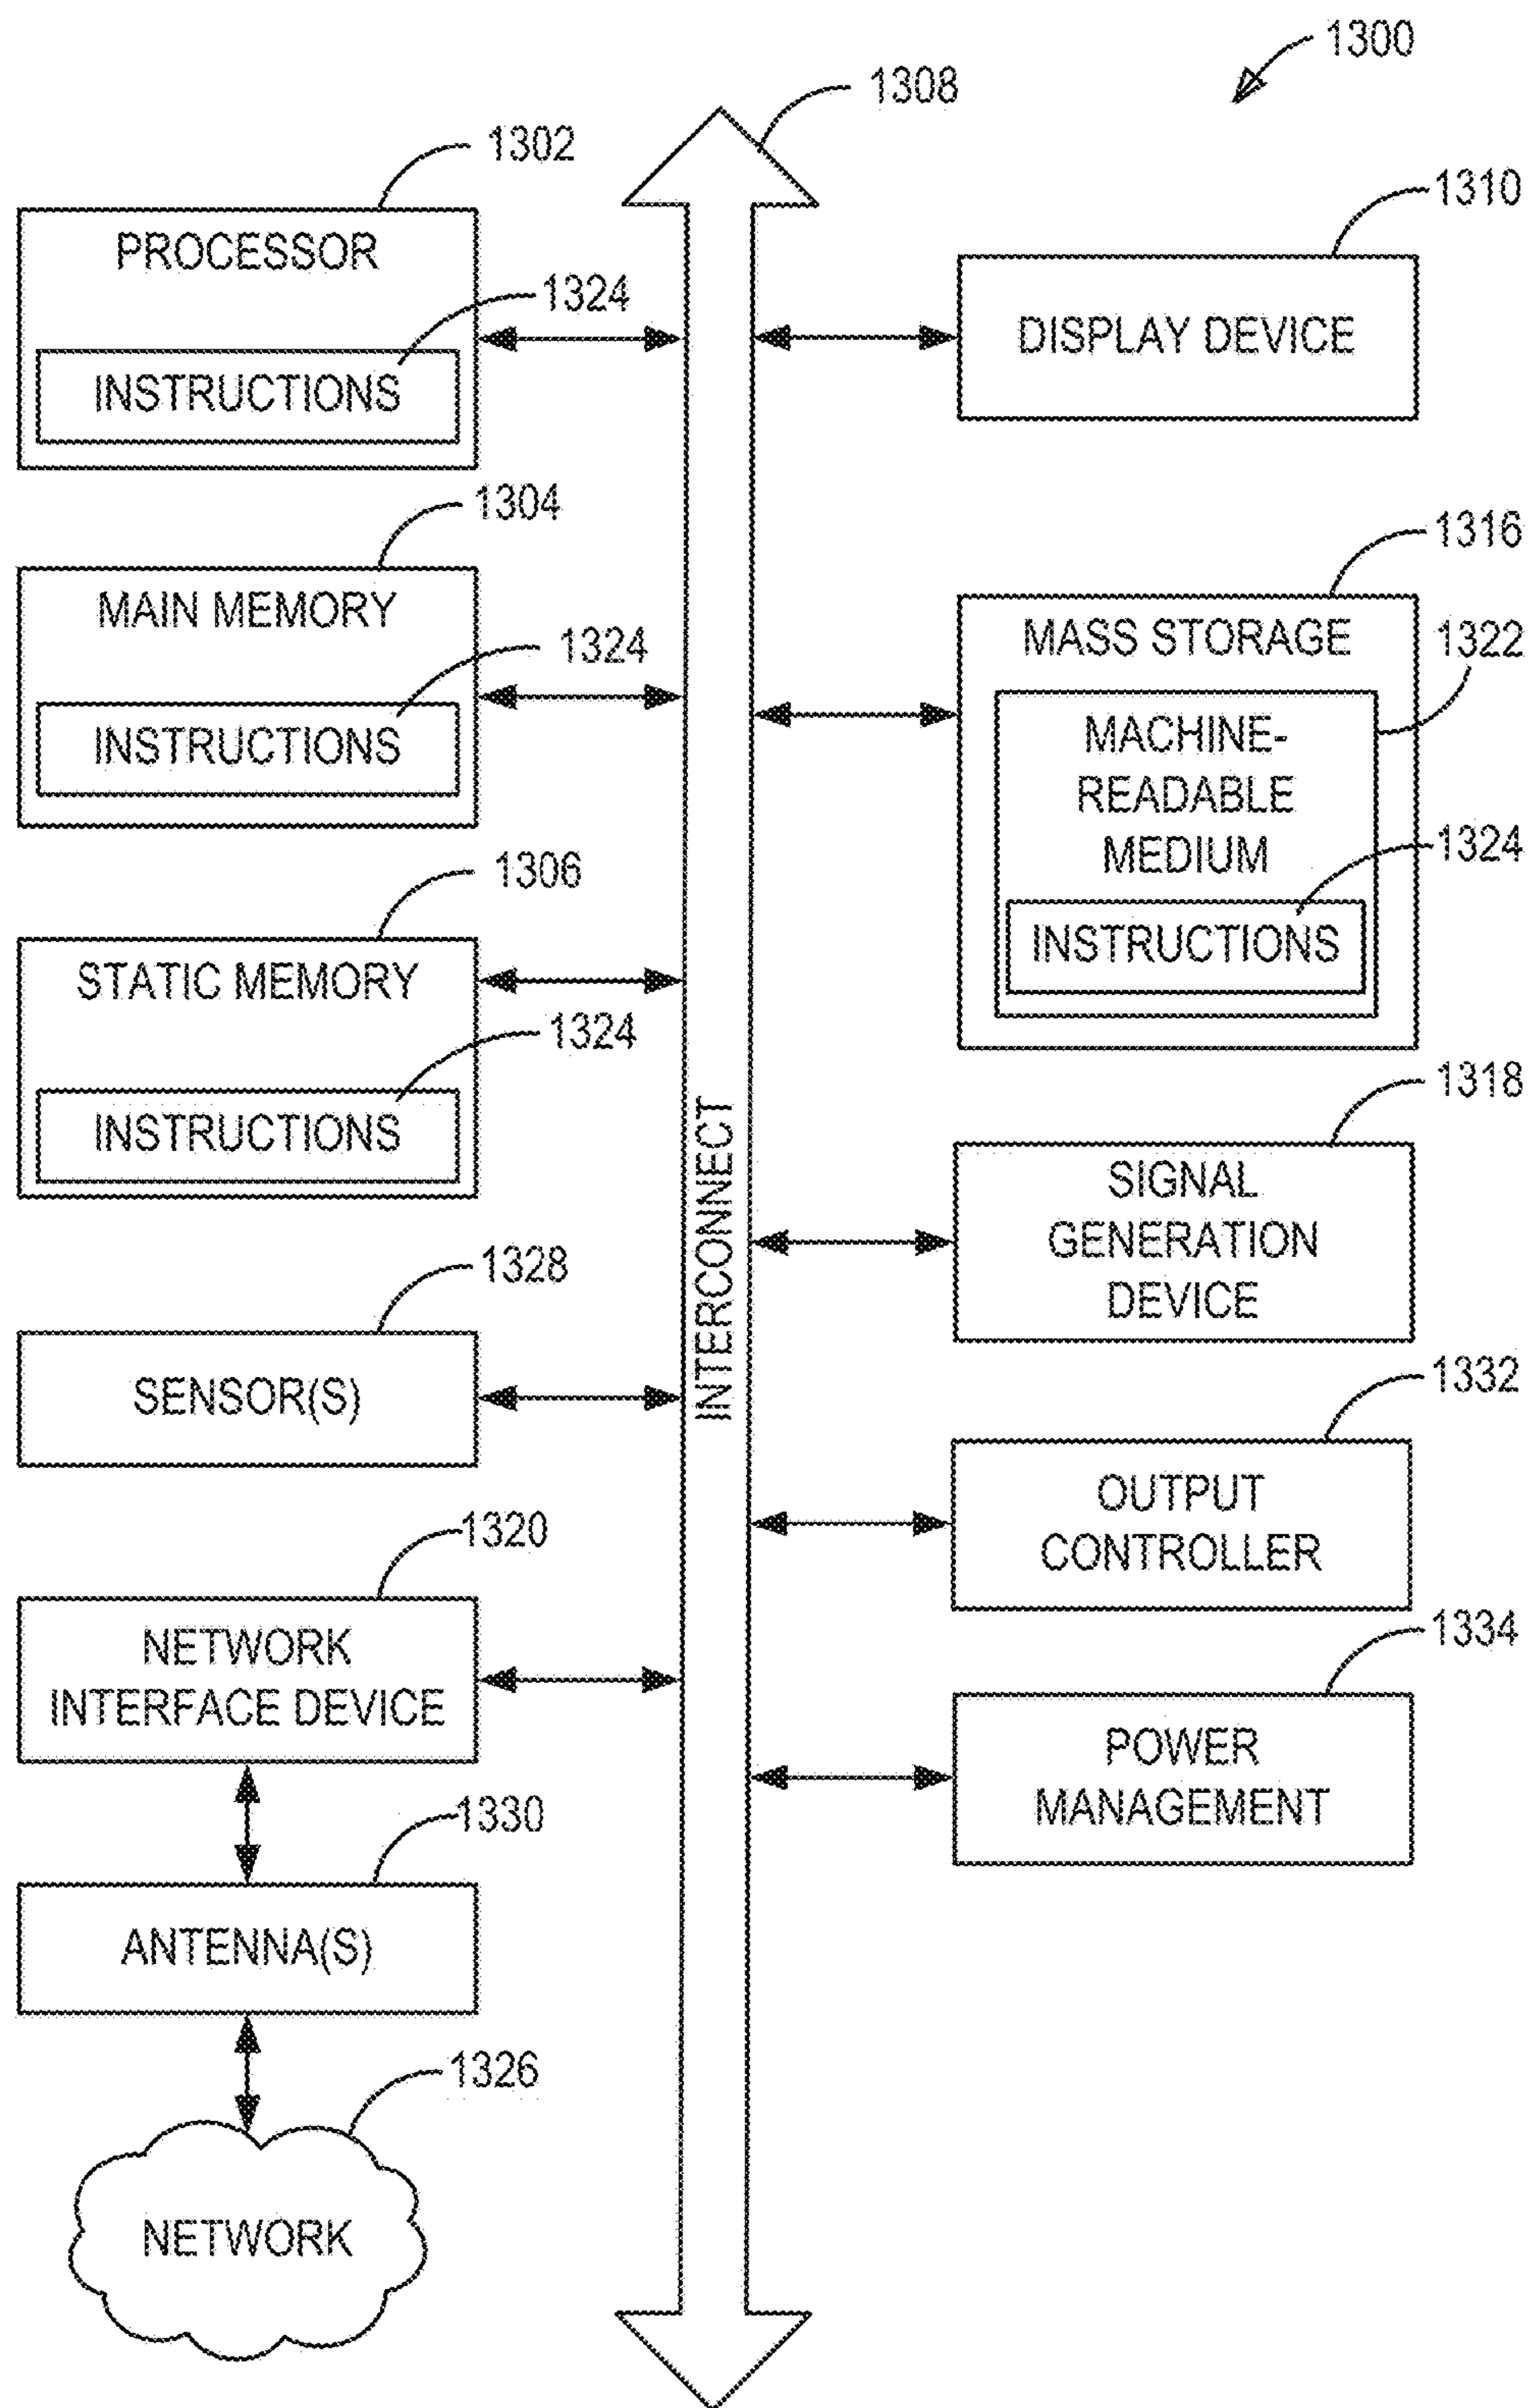 1300
1308
1302
PROCESSOR
1324
INSTRUCTIONS
1304
MAIN MEMORY
1324
INSTRUCTIONS
1306
STATIC MEMORY
1324
INSTRUCTIONS
1328
SENSOR(S)
1320
NETWORK
INTERFACE DEVICE
1330
ANTENNA(S)
1326
NETWORK
INTERCONNECT
1310
DISPLAY DEVICE
1316
MASS STORAGE
1322
MACHINE-
READABLE
MEDIUM
1324
INSTRUCTIONS
1318
SIGNAL
GENERATION
DEVICE
1332
OUTPUT
CONTROLLER
1334
POWER
MANAGEMENT